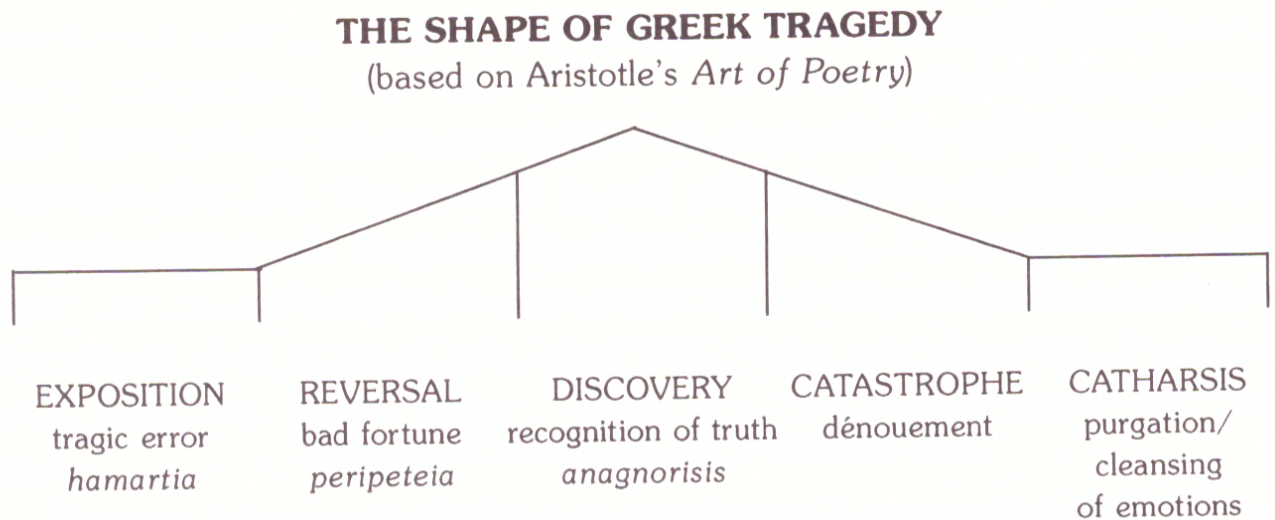 THE SHAPE OF GREEK TRAGEDY
(based on Aristotle's Art of Poetry)
EXPOSITION
tragic error
hamartia
REVERSAL
bad fortune
peripeteia
DISCOVERY
recognition of truth
anagnorisis
CATASTROPHE
dénouement
CATHARSIS
purgation/
cleansing
of emotions